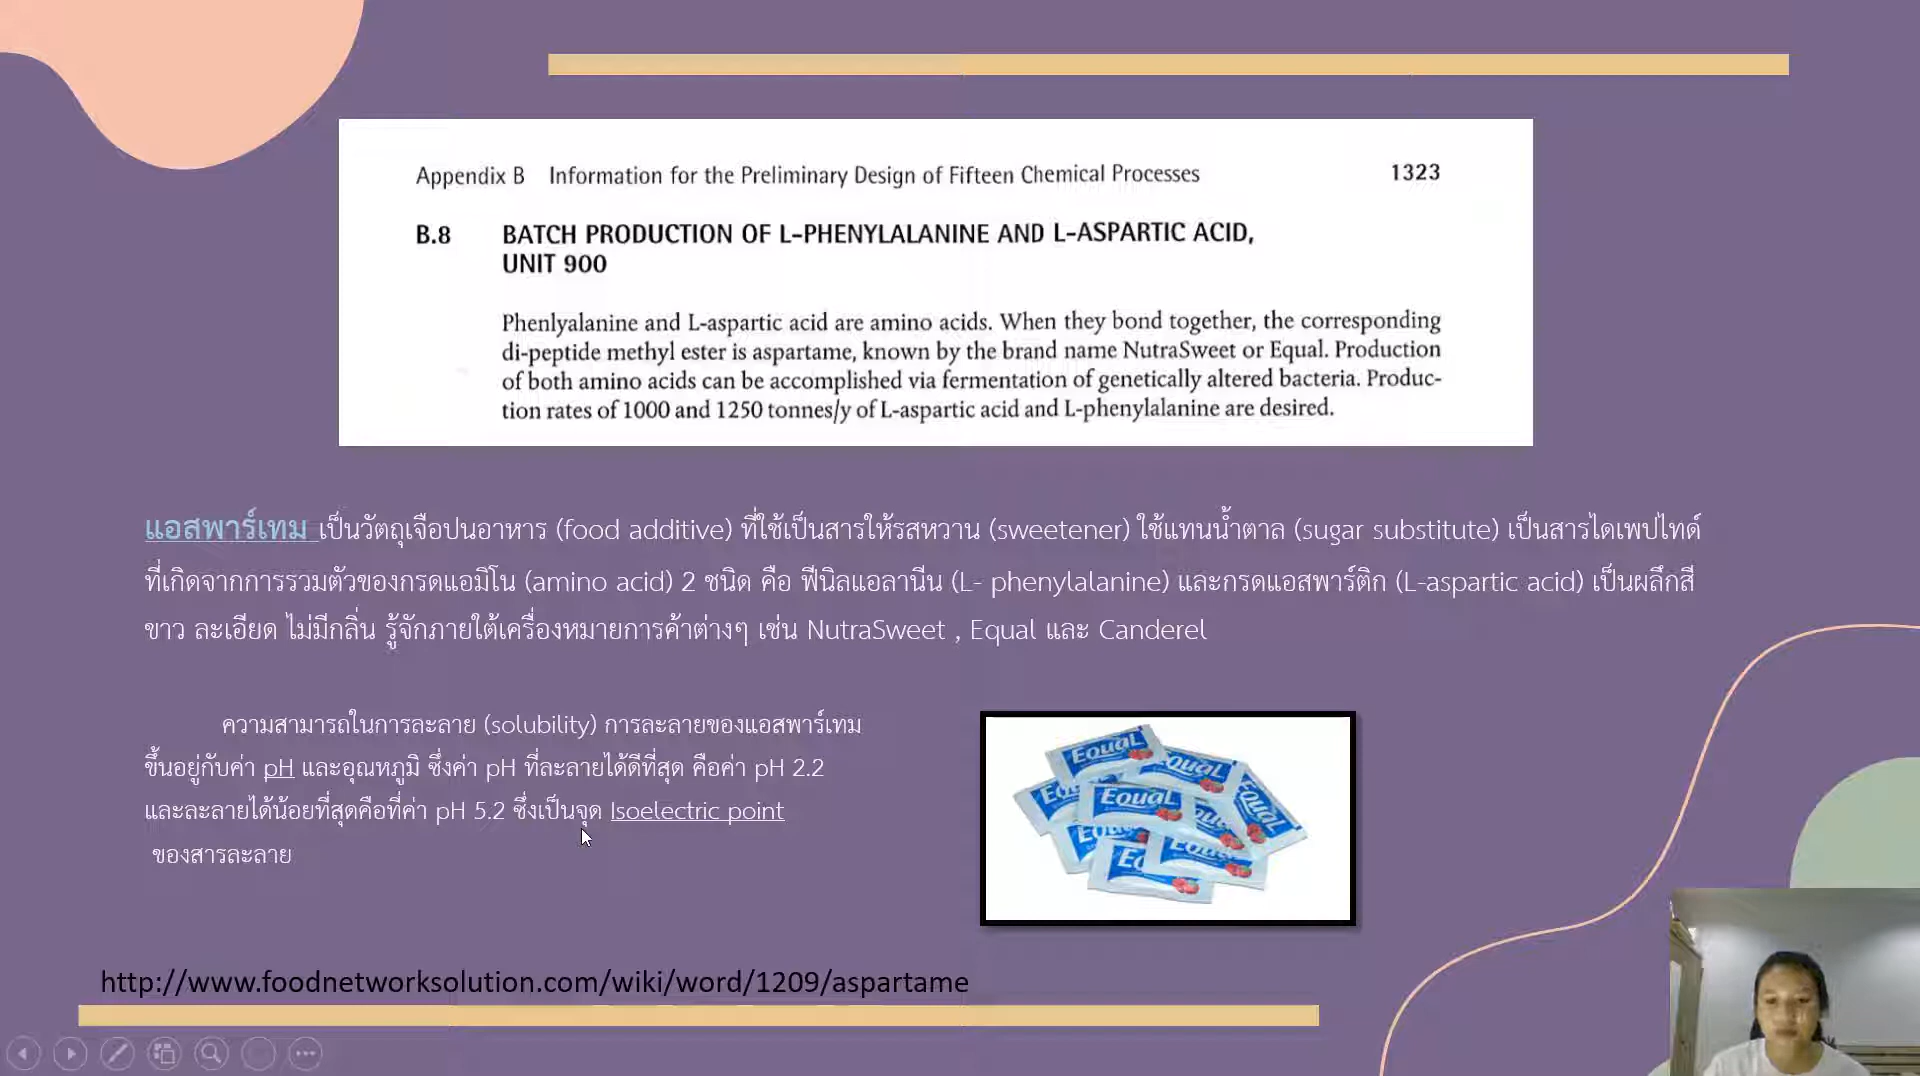 Appendix B Information for the Preliminary Design of Fifteen Chemical Processes 1323
B.8 BATCH PRODUCTION OF L-PHENYLALANINE AND L-ASPARTIC ACID,
UNIT 900
Phenlyalanine and L-aspartic acid are amino acids. When they bond together, the corresponding
di-peptide methyl ester is aspartame, known by the brand name NutraSweet or Equal. Production
of both amino acids can be accomplished via fermentation of genetically altered bacteria. Produc-
tion rates of 1000 and 1250 tonnes/y of L-aspartic acid and L-phenylalanine are desired.
แอสพาร์เทม เป็นวัตถุเจือปนอาหาร (food additive) ที่ใช้เป็นสารให้รสหวาน (sweetener) ใช้แทนน้ำตาล (sugar substitute) เป็นสารไดเพปไทด์
ที่เกิดจากการรวมตัวของกรดแอมิโน (amino acid) 2 ชนิด คือ ฟีนิลแอลานีน (L- phenylalanine) และกรดแอสพาร์ติก (L-aspartic acid) เป็นผลึกสี
ขาว ละเอียด ไม่มีกลิ่น รู้จักภายใต้เครื่องหมายการค้าต่างๆ เช่น NutraSweet , Equal และ Canderel
ความสามารถในการละลาย (solubility) การละลายของแอสพาร์เทม
ขึ้นอยู่กับค่า pH และอุณหภูมิ ซึ่งค่า pH ที่ละลายได้ดีที่สุด คือค่า pH 2.2
และละลายได้น้อยที่สุดคือที่ค่า pH 5.2 ซึ่งเป็นจุด Isoelectric point
ของสารละลาย
Equal
Equal
Equal
Equal
http://www.foodnetworksolution.com/wiki/word/1209/aspartame